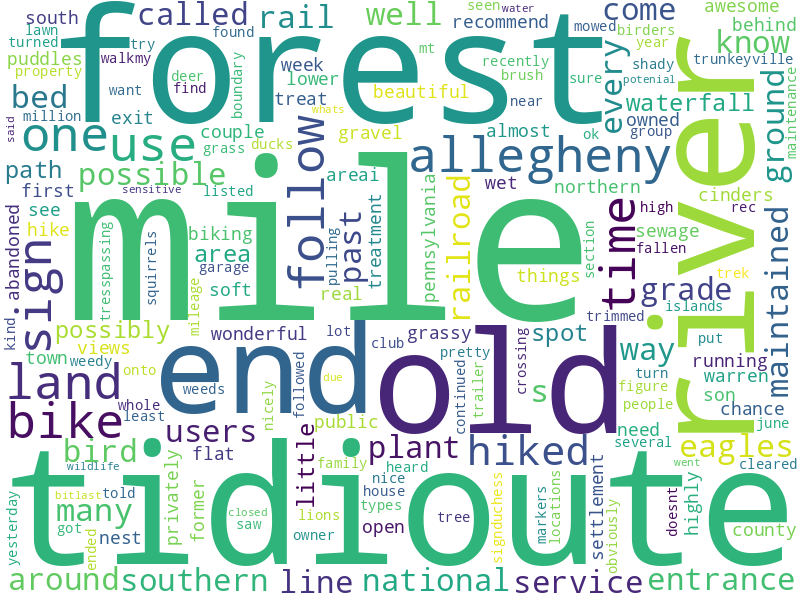 south
called
rail
well
come
seen
water
mowed
awesome
lawn
turned
try
found
recommend
birders
behind
puddles
walkmy
forest
mt
recently
year
know
property
want
deer
find
week
lower
treat
beautiful
brush
sure
shady
trunkeyville
bed
million
exit
boundary
whats
near
potenial
every
waterfall
said
one
use
couple
grass
ducks
gravel
almost
ok
owned
group
river
ground
maintenance
path
possible
follow
allegheny
first
sensitive
listed
areai
wet
northern
cinders
see
mile
time
high
rec
hike
tresspassing
squirrels
biking
area
past
treatment
pennsylvania
railroad
section
sewage
fallen
maintained
abandoned
sign
garage
pulling
things
trek
kind
soft
real
grade
islands
possibly
mileage
wonderful
lot
club
grassy
crossing
spot
trimmed
put
town
views
weedy
onto
end
old
pretty
way
running
warren
land
weeds
nicely
followed
due
continued
trailer
s
turn
figure
son
chance
whole
least
bike
users
public
little
plant
hiked
people
need
june
bird
flat
family
heard
several
eagles
wildlife
privately
former
nice
settlement
cleared
tidioute
bitlast
told
types
house
signduchess
markers
locations
went
many
closed
lions
open
tree
obviously
doesnt
highly
yesterday
got
nest
saw
owner
county
ended
around
southern
line
national
service
entrance